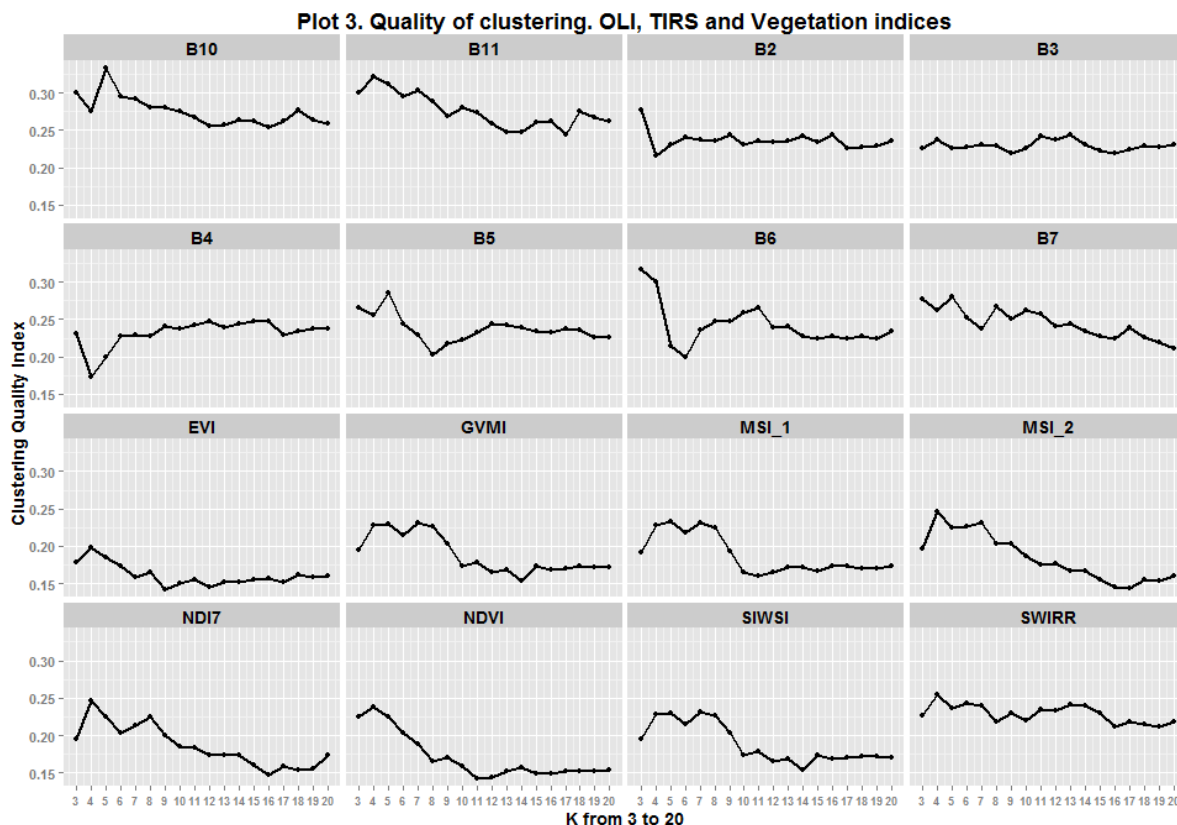 Plot 3. Quality of clustering. OLI, TIRS and Vegetation indices
B10 B11 B2 B3
0.30
0.25
0.20
0.15
B4 B5 B6 B7
0.30
0.25
0.20
0.15
Clustering Quality Index
EVI GVMI MSI_1 MSI_2
0.30
0.25
0.20
0.15
NDI7 NDVI SIWSI SWIRR
0.30
0.25
0.20
0.15
3 4 5 6 7 8 9 10 11 12 13 14 15 16 17 18 19 20 3 4 5 6 7 8 9 10 11 12 13 14 15 16 17 18 19 20 3 4 5 6 7 8 9 10 11 12 13 14 15 16 17 18 19 20 3 4 5 6 7 8 9 10 11 12 13 14 15 16 17 18 19 20
K from 3 to 20